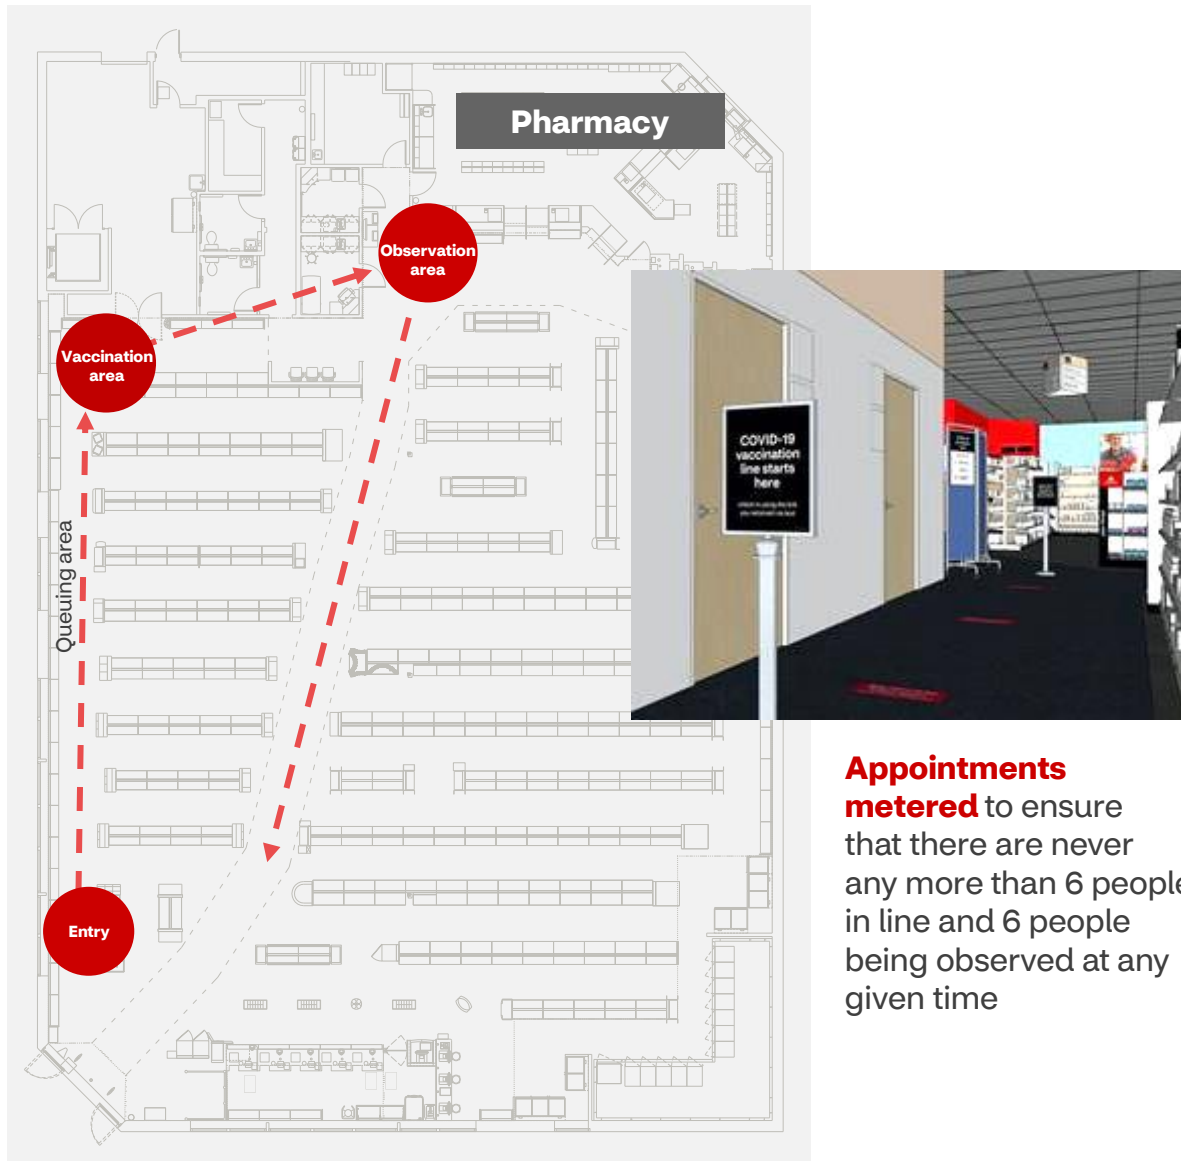 Pharmacy
Observation
area
Vaccination
area
Queuing area
Entry
COVID-19
vaccination
line starts
here
Appointments
metered to ensure
that there are never
any more than 6 people
in line and 6 people
being observed at any
given time